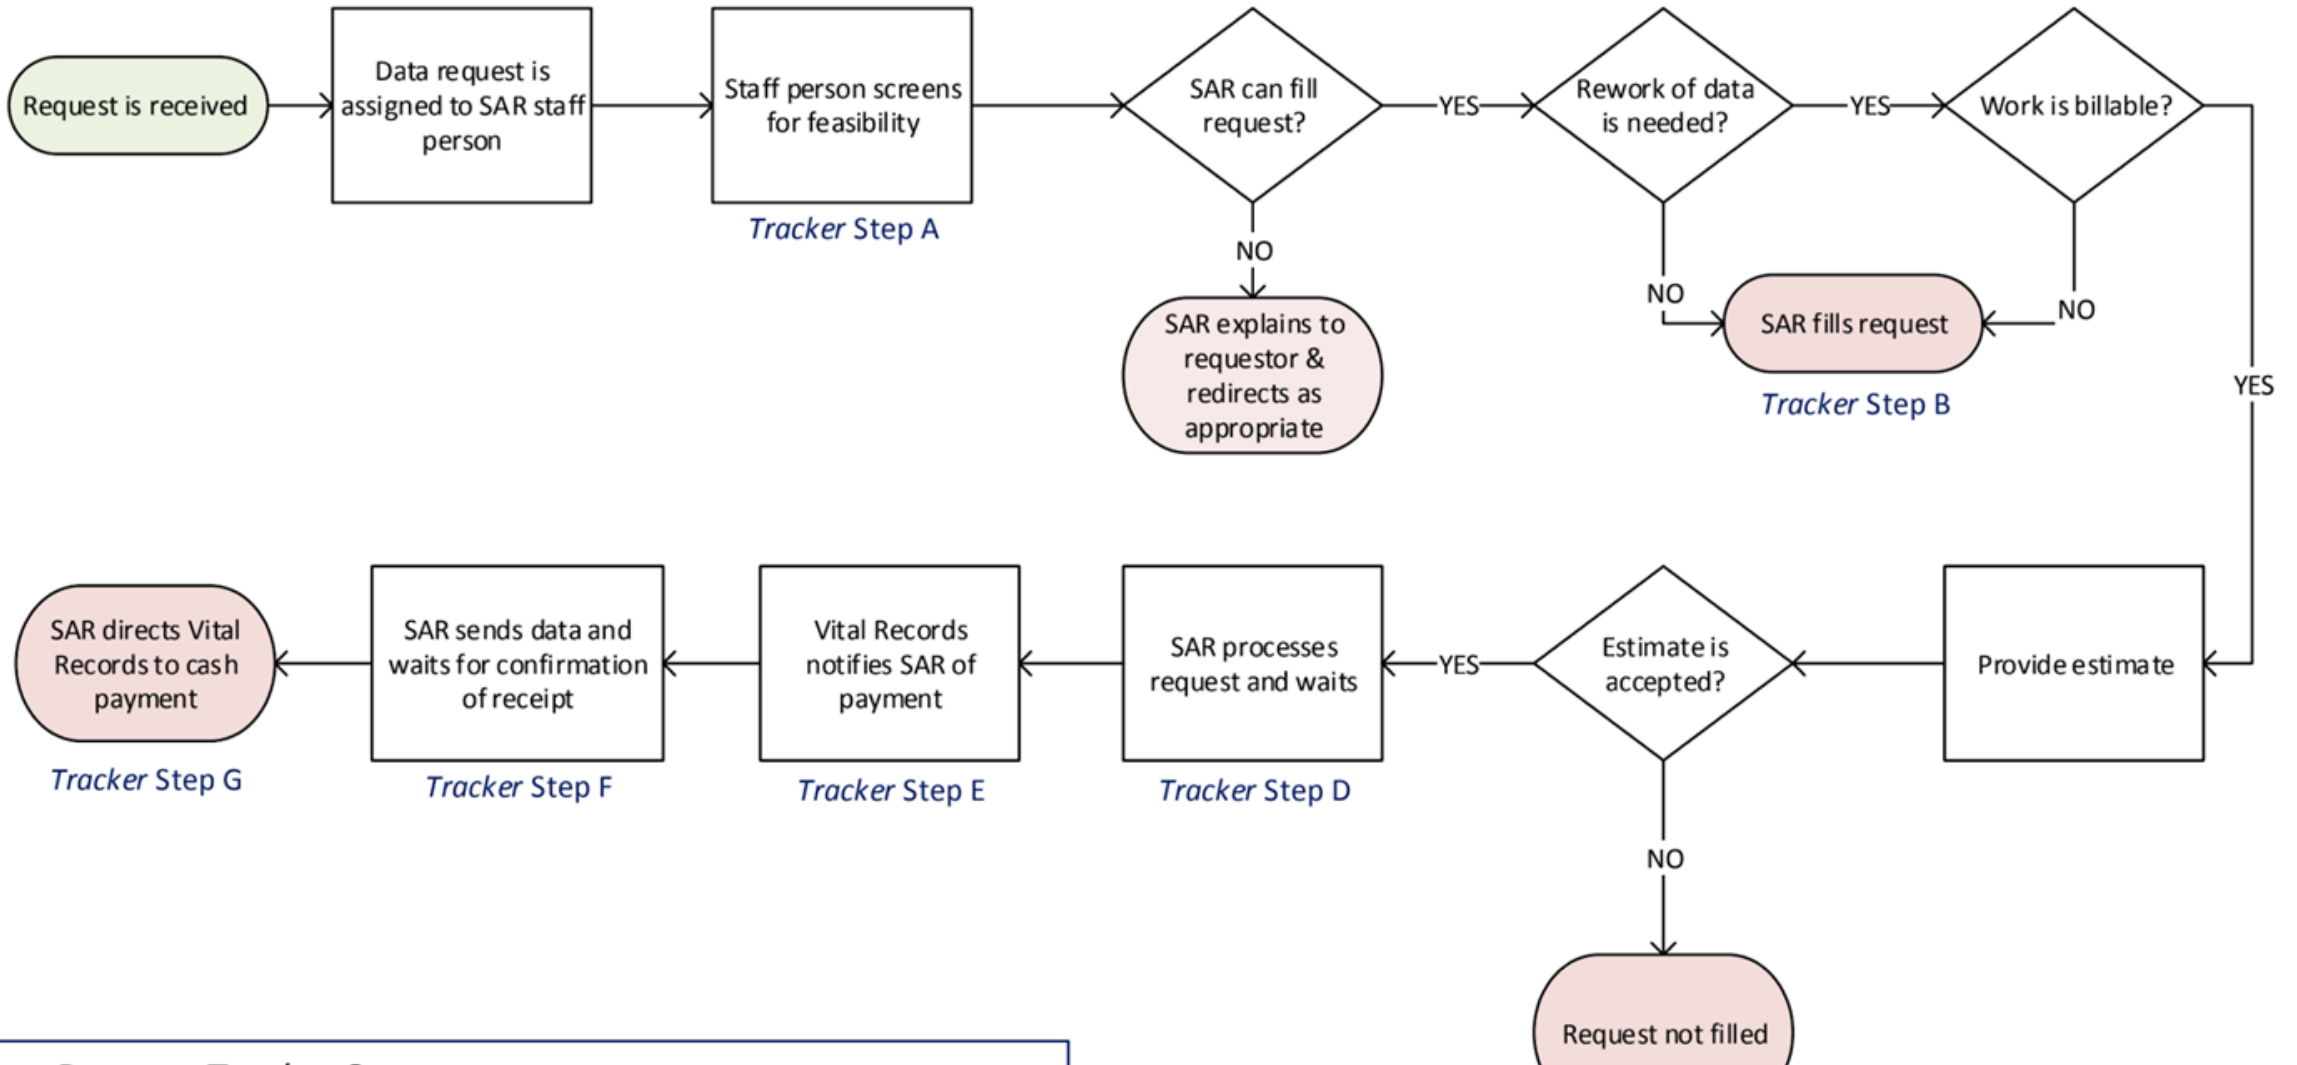 Request is received
Data request is
assigned to SAR staff
person
Staff person screens
for feasibility
Tracker Step A
SAR can fill
request?
YES
Rework of data
is needed?
YES
Work is billable?
NO
SAR explains to
requestor &
redirects as
appropriate
NO
SAR fills request
NO
Tracker Step B
YES
Provide estimate
Estimate is
accepted?
YES
SAR processes
request and waits
Tracker Step D
Vital Records
notifies SAR of
payment
Tracker Step E
SAR sends data and
waits for confirmation
of receipt
Tracker Step F
SAR directs Vital
Records to cash
payment
Tracker Step G
NO
Request not filled